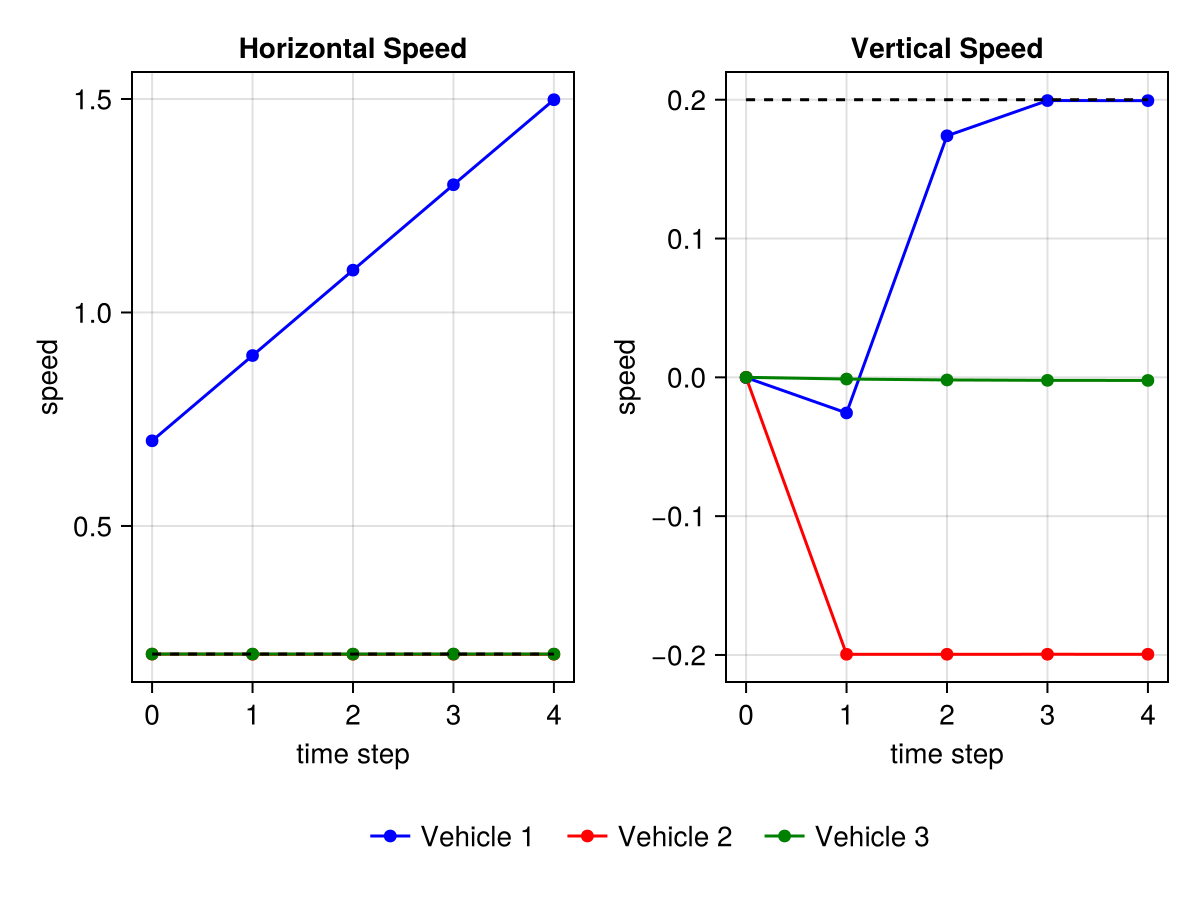 Horizontal Speed
1.5
1.0
0.5
speed
0 1 2 3 4
time step
Vertical Speed
0.2
0.1
0.0
−0.1
−0.2
speed
0 1 2 3 4
time step
Vehicle 1 Vehicle 2 Vehicle 3